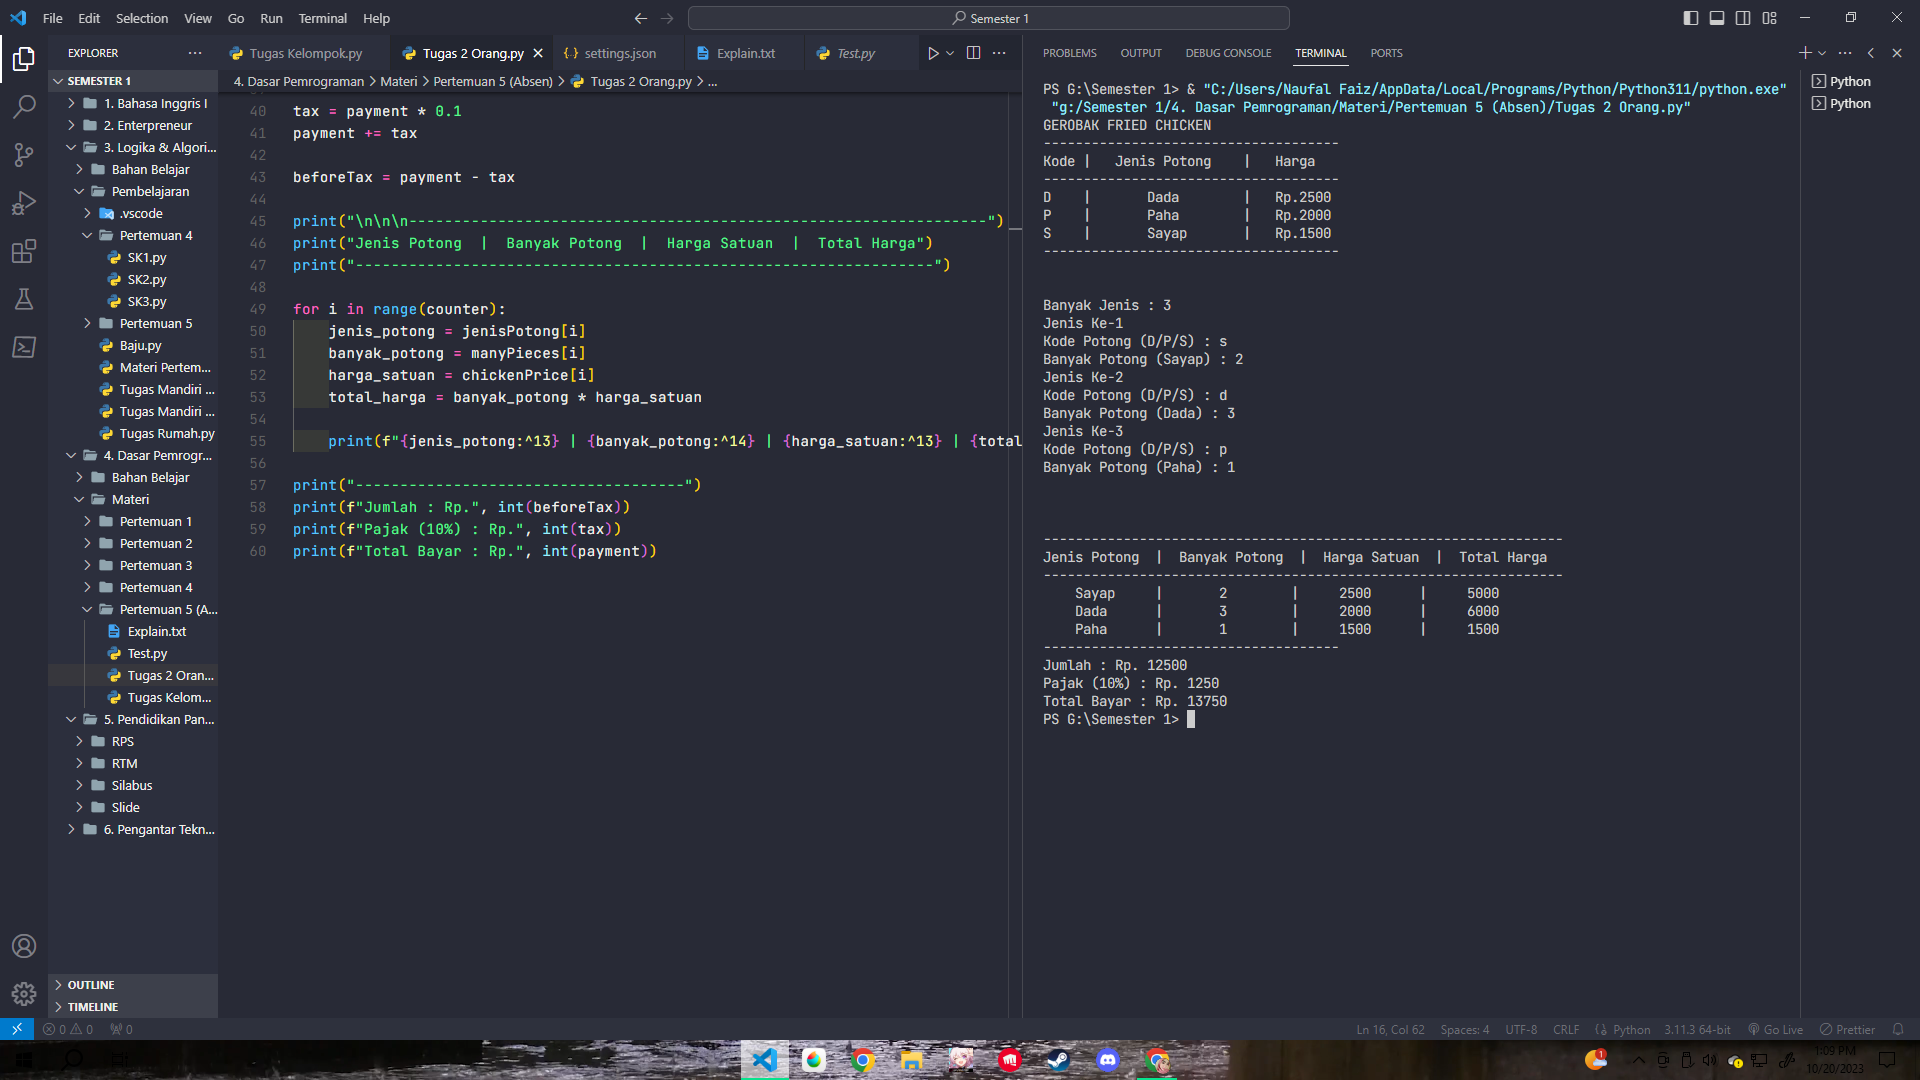 File Edit Selection View Go Run Terminal Help
Semester 1
EXPLORER
SEMESTER 1
1. Bahasa Inggris I
2. Enterpreneur
3. Logika & Algori...
Bahan Belajar
Pembelajaran
.vscode
Pertemuan 4
SK1.py
SK2.py
SK3.py
Pertemuan 5
Baju.py
Materi Pertem...
Tugas Mandiri ...
Tugas Mandiri ...
Tugas Rumah.py
4. Dasar Pemrogr...
Bahan Belajar
Materi
Pertemuan 1
Pertemuan 2
Pertemuan 3
Pertemuan 4
Pertemuan 5 (A...
Explain.txt
Test.py
Tugas 2 Oran...
Tugas Kelom...
5. Pendidikan Pan...
RPS
RTM
Silabus
Slide
6. Pengantar Tekn...
OUTLINE
TIMELINE
Tugas Kelompok.py Tugas 2 Orang.py {} settings.json Explain.txt Test.py
4. Dasar Pemrograman > Materi > Pertemuan 5 (Absen) > Tugas 2 Orang.py > ...
40 tax = payment * 0.1
41 payment += tax
42
43 beforeTax = payment - tax
44
45 print("\n\n\n-----------------------------------------------------------------")
46 print("Jenis Potong  |  Banyak Potong  |  Harga Satuan  |  Total Harga")
47 print("-----------------------------------------------------------------")
48
49 for i in range(counter):
50     jenis_potong = jenisPotong[i]
51     banyak_potong = manyPieces[i]
52     harga_satuan = chickenPrice[i]
53     total_harga = banyak_potong * harga_satuan
54
55     print(f"{jenis_potong:^13} | {banyak_potong:^14} | {harga_satuan:^13} | {total
56
57 print("-------------------------------------")
58 print(f"Jumlah : Rp.", int(beforeTax))
59 print(f"Pajak (10%) : Rp.", int(tax))
60 print(f"Total Bayar : Rp.", int(payment))
PROBLEMS OUTPUT DEBUG CONSOLE TERMINAL PORTS
PS G:\Semester 1> & "C:/Users/Naufal Faiz/AppData/Local/Programs/Python/Python311/python.exe"
"g:/Semester 1/4. Dasar Pemrograman/Materi/Pertemuan 5 (Absen)/Tugas 2 Orang.py"
GEROBAK FRIED CHICKEN
-------------------------------------
Kode |   Jenis Potong    |   Harga
-------------------------------------
D    |       Dada        |   Rp.2500
P    |       Paha        |   Rp.2000
S    |       Sayap       |   Rp.1500
-------------------------------------
Banyak Jenis : 3
Jenis Ke-1
Kode Potong (D/P/S) : s
Banyak Potong (Sayap) : 2
Jenis Ke-2
Kode Potong (D/P/S) : d
Banyak Potong (Dada) : 3
Jenis Ke-3
Kode Potong (D/P/S) : p
Banyak Potong (Paha) : 1
-----------------------------------------------------------------
Jenis Potong  |  Banyak Potong  |  Harga Satuan  |  Total Harga
-----------------------------------------------------------------
    Sayap     |       2        |     2500      |     5000
    Dada      |       3        |     2000      |     6000
    Paha      |       1        |     1500      |     1500
-------------------------------------
Jumlah : Rp. 12500
Pajak (10%) : Rp. 1250
Total Bayar : Rp. 13750
PS G:\Semester 1>
Python
Python
0 0 0
Ln 16, Col 62 Spaces: 4 UTF-8 CRLF Python 3.11.3 64-bit Go Live Prettier
1
1:09 PM
10/20/2023